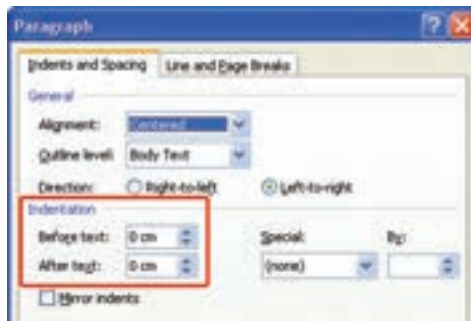 Paragraph
Indents and Spacing Line and Page Breaks
General
Alignment: Centered
Outline level: Body Text
Direction: Right-to-left Left-to-right
Indentation
Before text: 0 cm Special: By:
After text: 0 cm (none)
Mirror indents